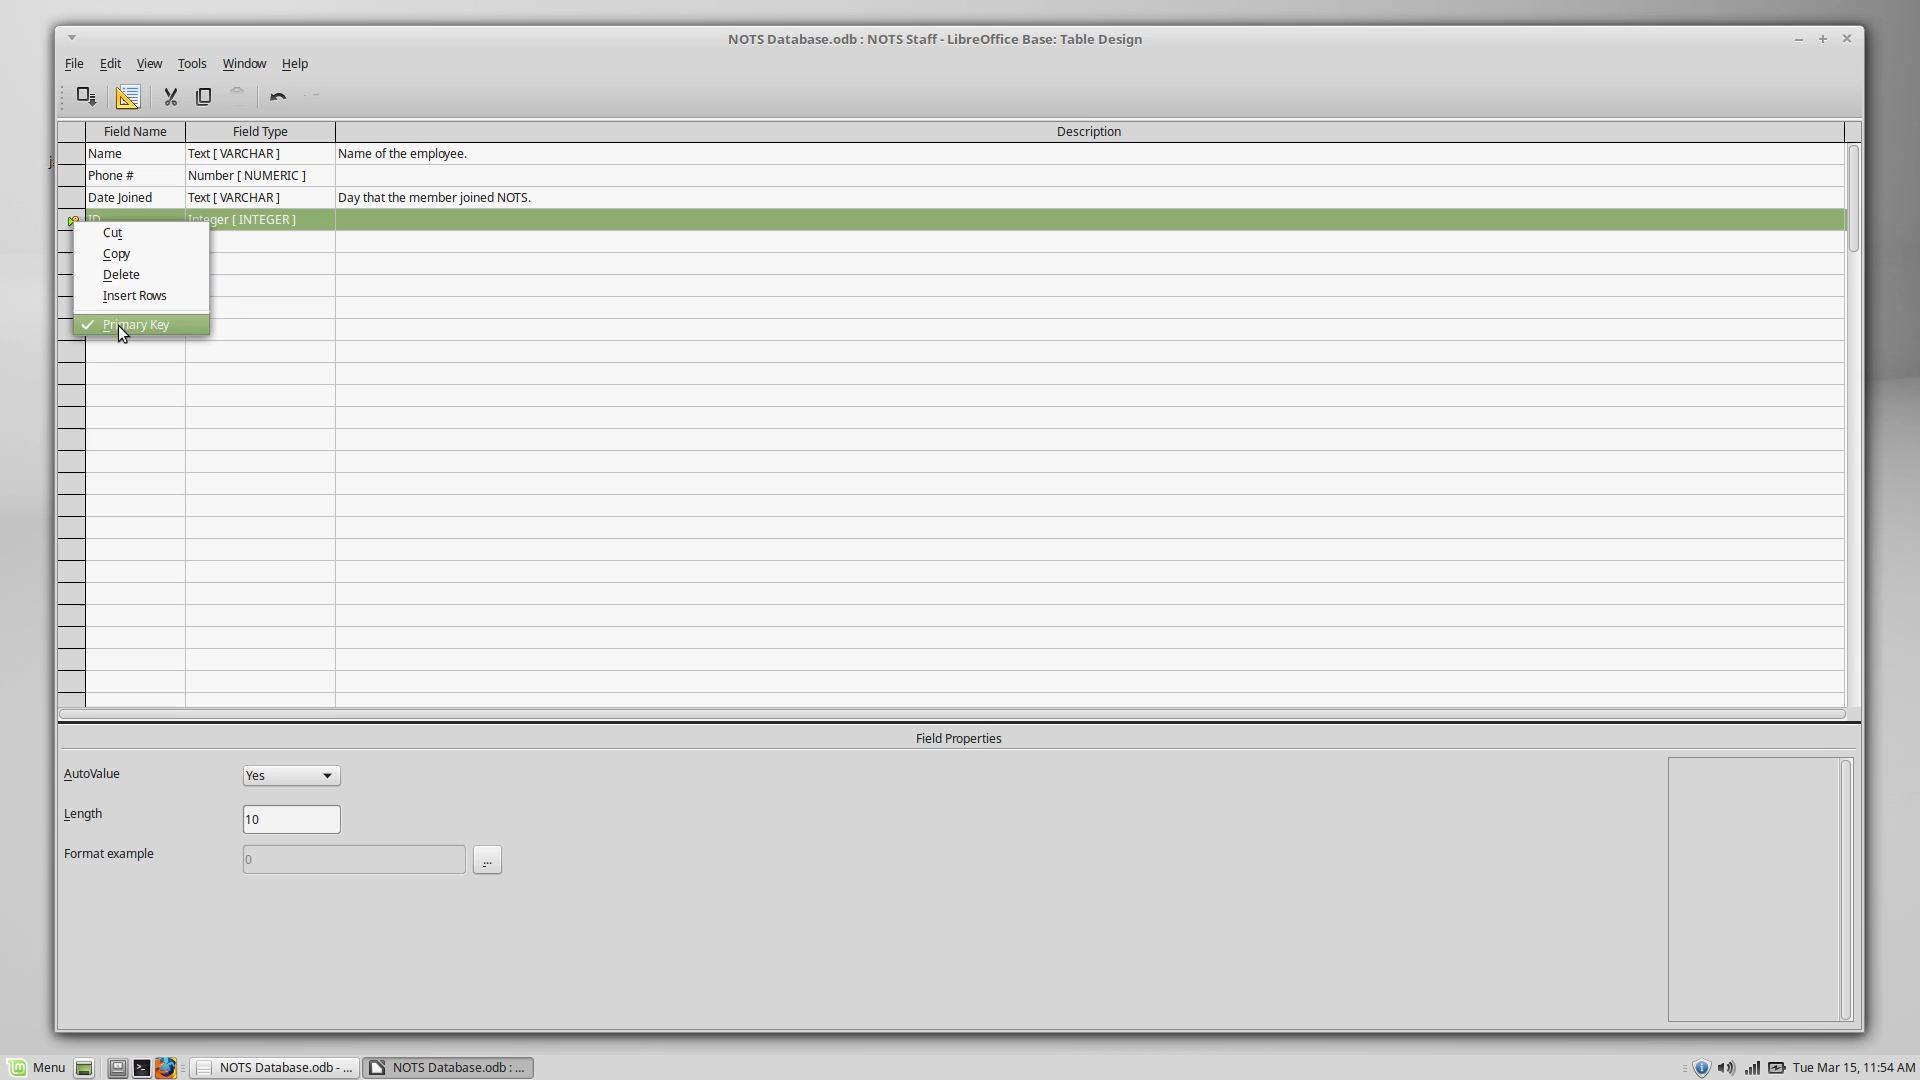 NOTS Database.odb : NOTS Staff - LibreOffice Base: Table Design
File Edit View Tools Window Help
Field Name Field Type Description
Name Text [ VARCHAR ] Name of the employee.
Phone # Number [ NUMERIC ]
Date Joined Text [ VARCHAR ] Day that the member joined NOTS.
ID Integer [ INTEGER ]
Cut
Copy
Delete
Insert Rows
Primary Key
Field Properties
AutoValue Yes
Length 10
Format example 0 ...
Menu NOTS Database.odb - ... NOTS Database.odb : ... Tue Mar 15, 11:54 AM